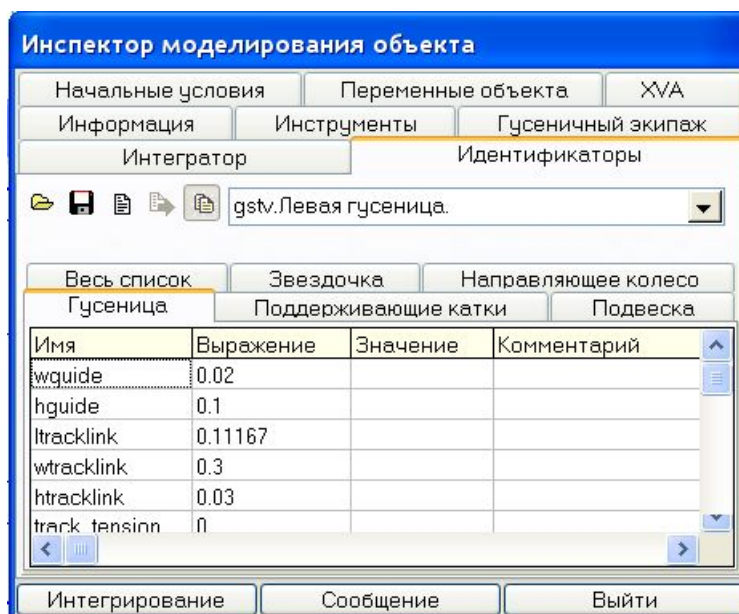 Инспектор моделирования объекта
Начальные условия Переменные объекта XVA
Информация Инструменты Гусеничный экипаж
Интегратор Идентификаторы
gstv.Левая гусеница.
Весь список Звездочка Направляющее колесо
Гусеница Поддерживающие катки Подвеска
Имя Выражение Значение Комментарий
wguide 0.02
hguide 0.1
ltracklink 0.11167
wtracklink 0.3
htracklink 0.03
track_tension 0
Интегрирование Сообщение Выйти